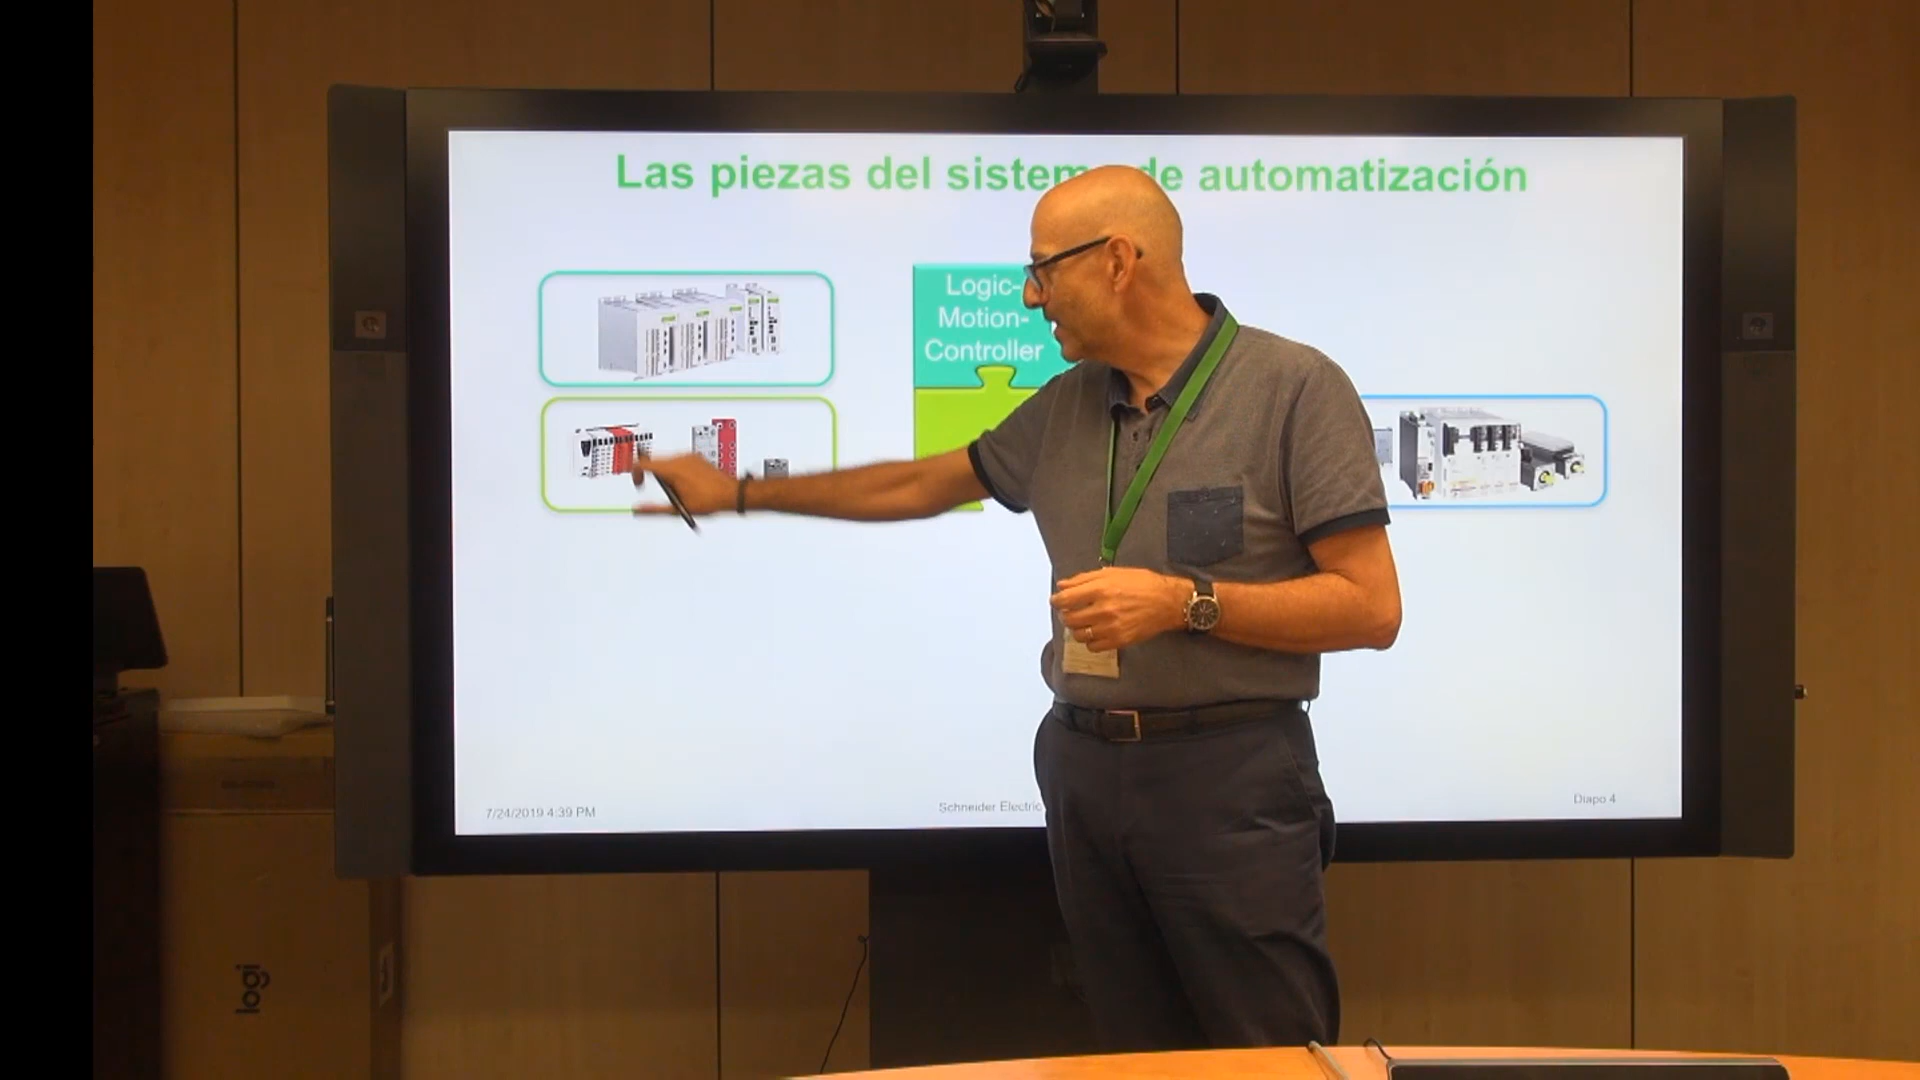 Las piezas del sistem de automatización
Logic-
Motion-
Controller
7/24/2019 4:39 PM
Schneider Electric
Diapo 4
logi